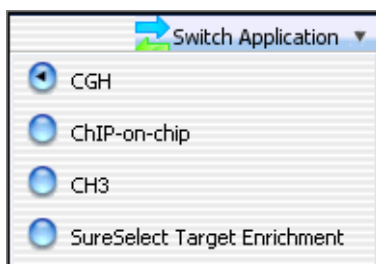 Switch Application
CGH
ChIP-on-chip
CH3
SureSelect Target Enrichment